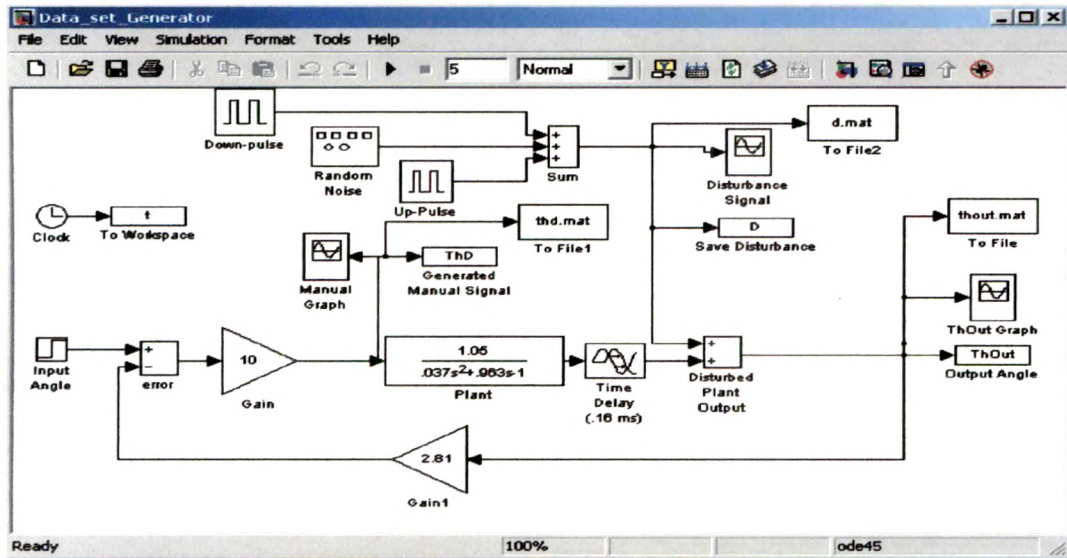 Data_set_Generator
File Edit View Simulation Format Tools Help
5 Normal
Down-pulse
Random
Noise
Up-Pulse
+
+
+
Sum
d.mat
To File2
Disturbance
Signal
Clock
t
To Workspace
thd.mat
To File1
D
Save Disturbance
thout.mat
To File
Manual
Graph
ThD
Generated
Manual Signal
ThOut Graph
Input
Angle
+
−
error
10
Gain
1.05
.037s²+.963s-1
Plant
Time
Delay
(.16 ms)
+
+
Disturbed
Plant
Output
ThOut
Output Angle
2.81
Gain1
Ready 100% ode45